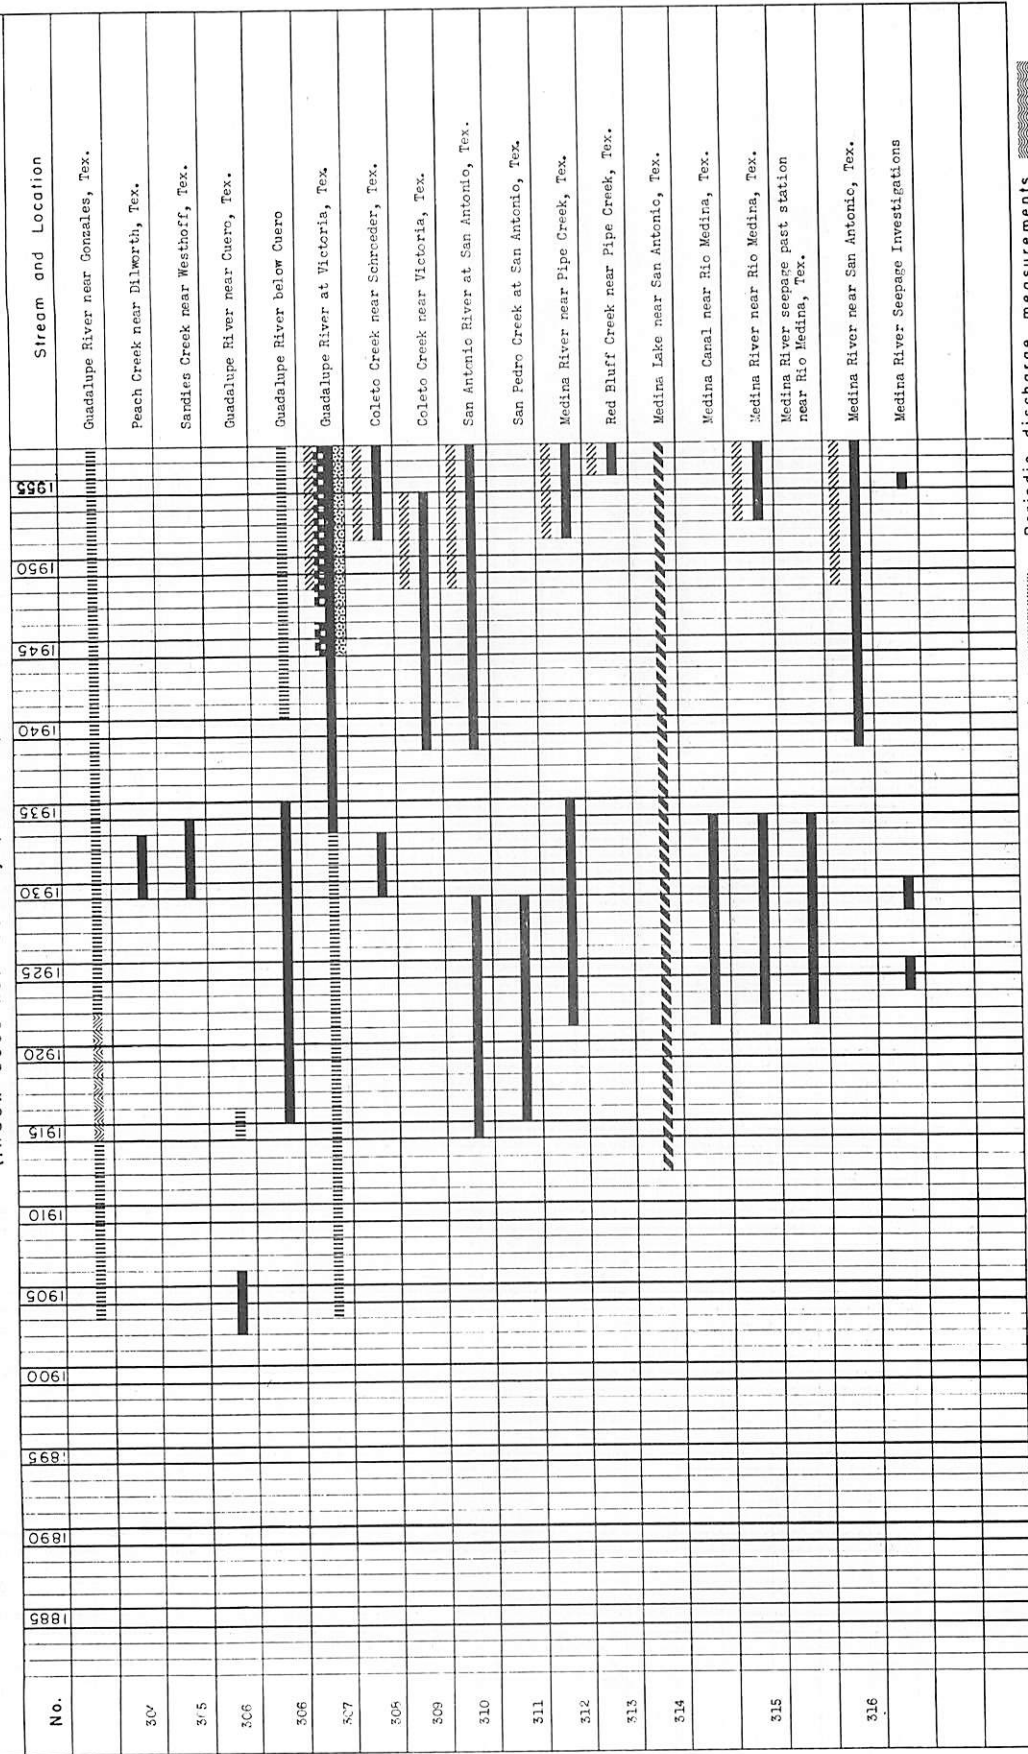 No.
1885
1890
1895
1900
1905
1910
1915
1920
1925
1930
1935
1940
1945
1950
1955
Stream and Location
Guadalupe River near Gonzales, Tex.
304 Peach Creek near Dilworth, Tex.
305 Sandies Creek near Westhoff, Tex.
306 Guadalupe River near Cuero, Tex.
306 Guadalupe River below Cuero
307 Guadalupe River at Victoria, Tex.
308 Coleto Creek near Schroeder, Tex.
309 Coleto Creek near Victoria, Tex.
310 San Antonio River at San Antonio, Tex.
311 San Pedro Creek at San Antonio, Tex.
312 Medina River near Pipe Creek, Tex.
313 Red Bluff Creek near Pipe Creek, Tex.
314 Medina Lake near San Antonio, Tex.
Medina Canal near Rio Medina, Tex.
315 Medina River near Rio Medina, Tex.
Medina River seepage past station
near Rio Medina, Tex.
316 Medina River near San Antonio, Tex.
Medina River Seepage Investigations
Periodic discharge measurements